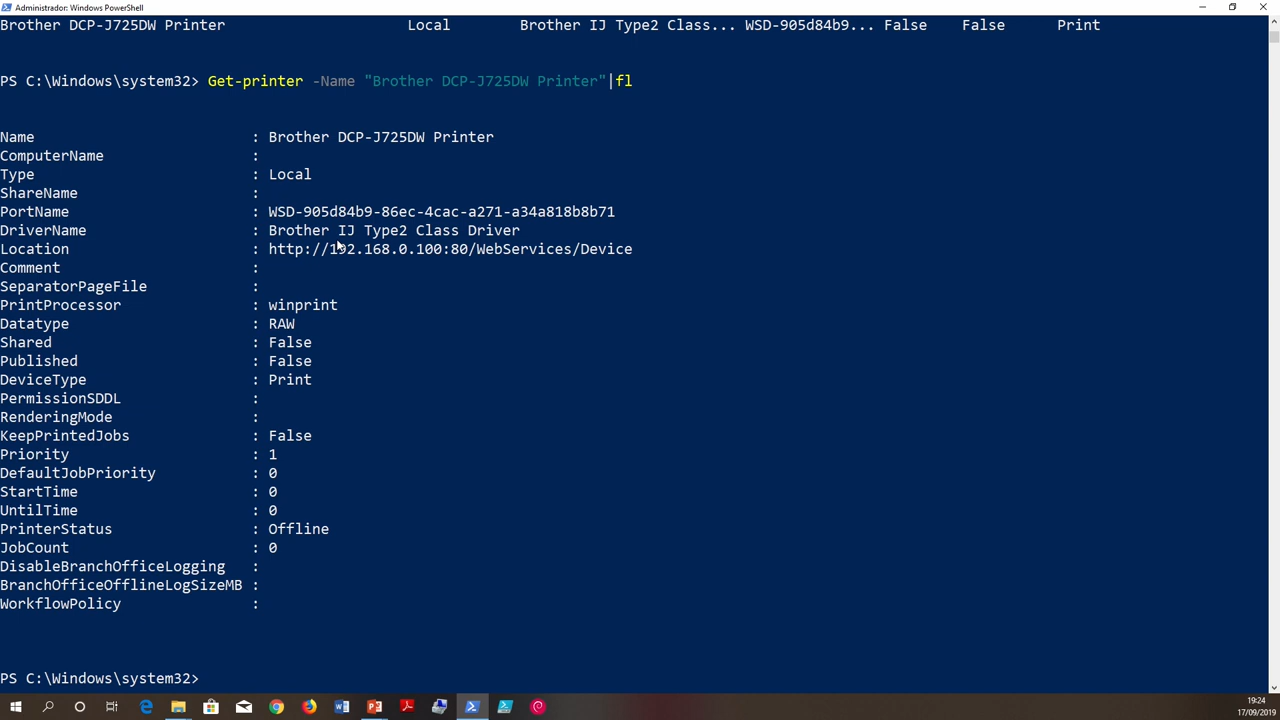 Administrador: Windows PowerShell
Brother DCP-J725DW Printer Local Brother IJ Type2 Class... WSD-905d84b9... False False Print
PS C:\Windows\system32> Get-printer -Name "Brother DCP-J725DW Printer"|fl
Name : Brother DCP-J725DW Printer
ComputerName :
Type : Local
ShareName :
PortName : WSD-905d84b9-86ec-4cac-a271-a34a818b8b71
DriverName : Brother IJ Type2 Class Driver
Location : http://192.168.0.100:80/WebServices/Device
Comment :
SeparatorPageFile :
PrintProcessor : winprint
Datatype : RAW
Shared : False
Published : False
DeviceType : Print
PermissionSDDL :
RenderingMode :
KeepPrintedJobs : False
Priority : 1
DefaultJobPriority : 0
StartTime : 0
UntilTime : 0
PrinterStatus : Offline
JobCount : 0
DisableBranchOfficeLogging :
BranchOfficeOfflineLogSizeMB :
WorkflowPolicy :
PS C:\Windows\system32>
19:24
17/09/2019